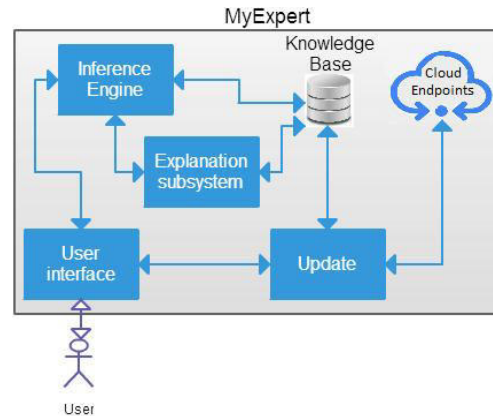 MyExpert
Inference
Engine
Knowledge
Base
Cloud
Endpoints
Explanation
subsystem
User
interface
Update
User